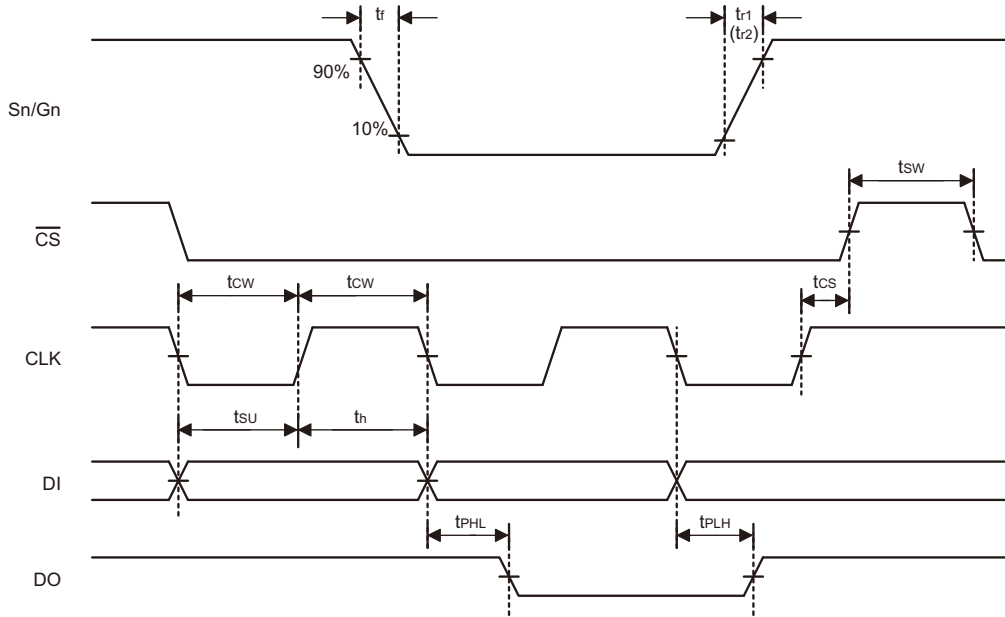 tf
tr1
(tr2)
90%
Sn/Gn
10%
tSW
CS
tCW
tCW
tCS
CLK
tSU
th
DI
tPHL
tPLH
DO